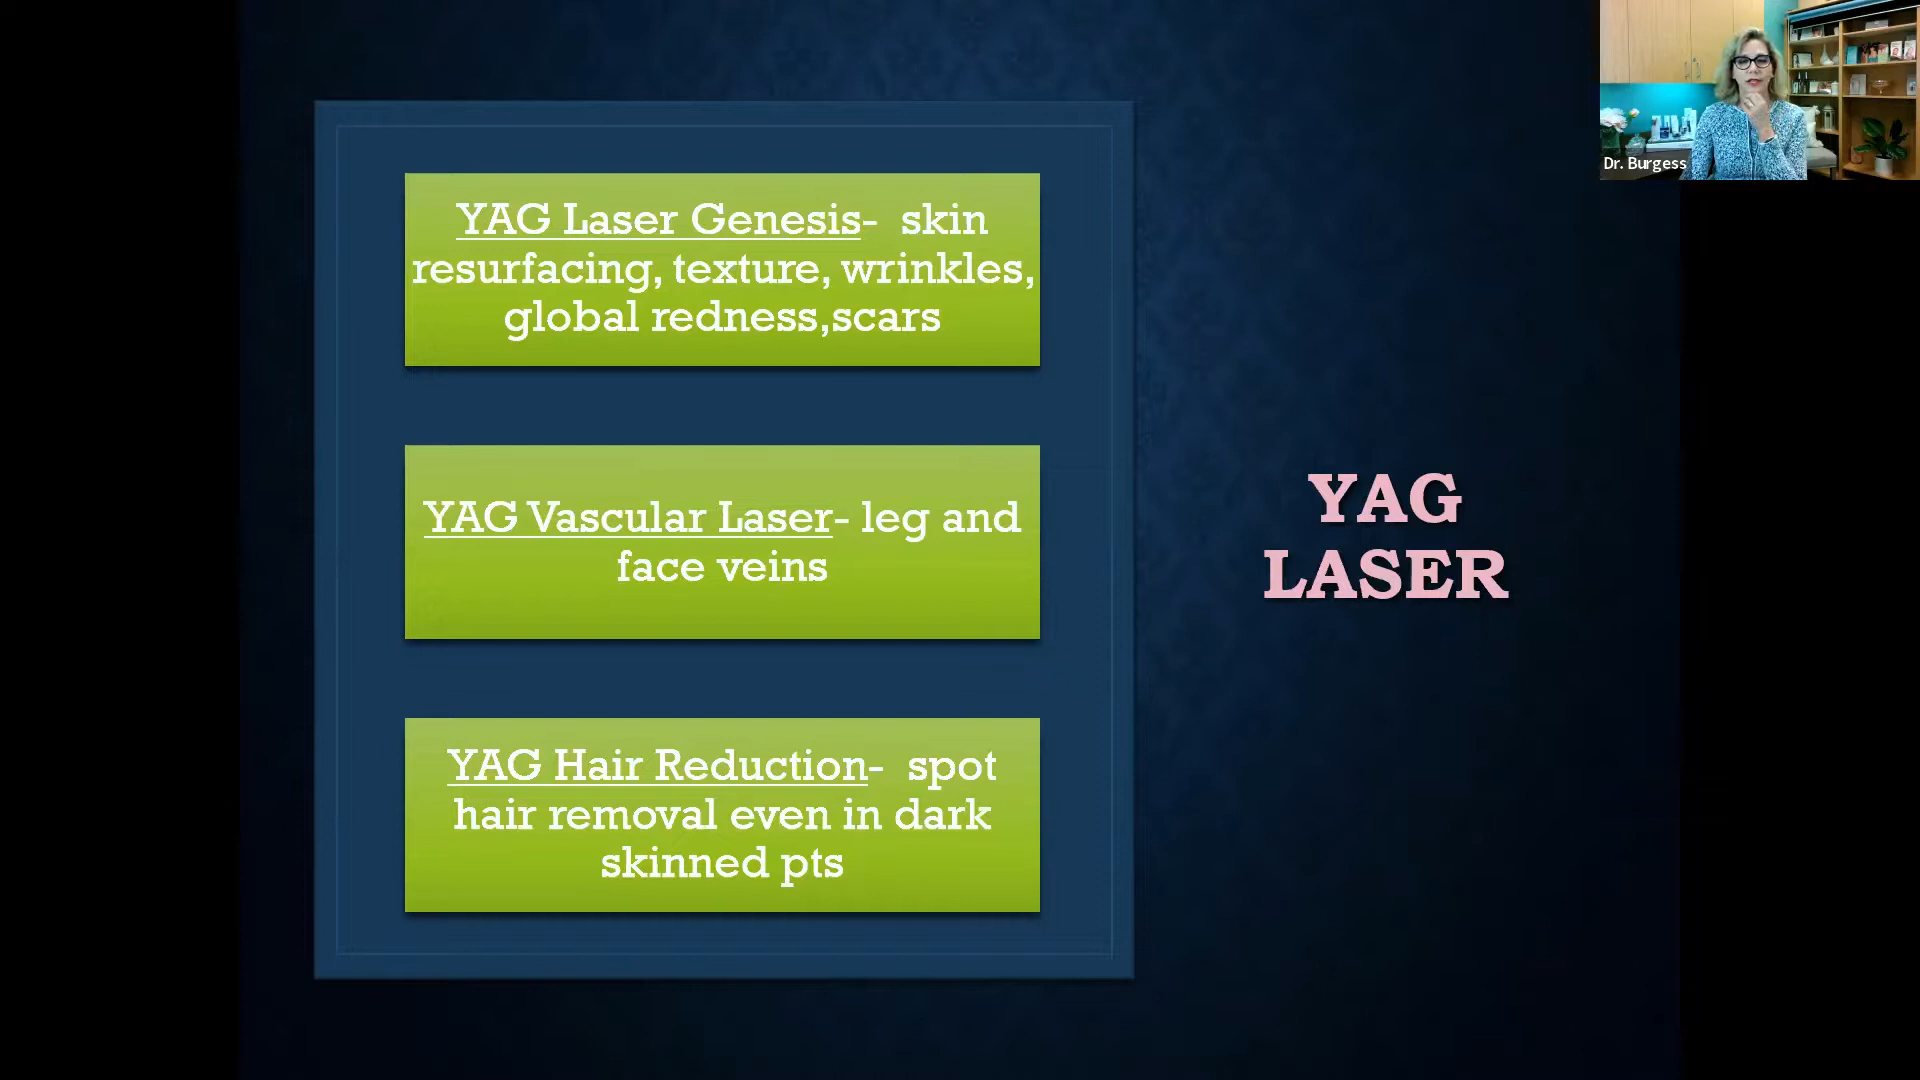 YAG Laser Genesis-  skin
resurfacing, texture, wrinkles,
global redness,scars
YAG Vascular Laser- leg and
face veins
YAG Hair Reduction-  spot
hair removal even in dark
skinned pts
YAG
LASER
Dr. Burgess